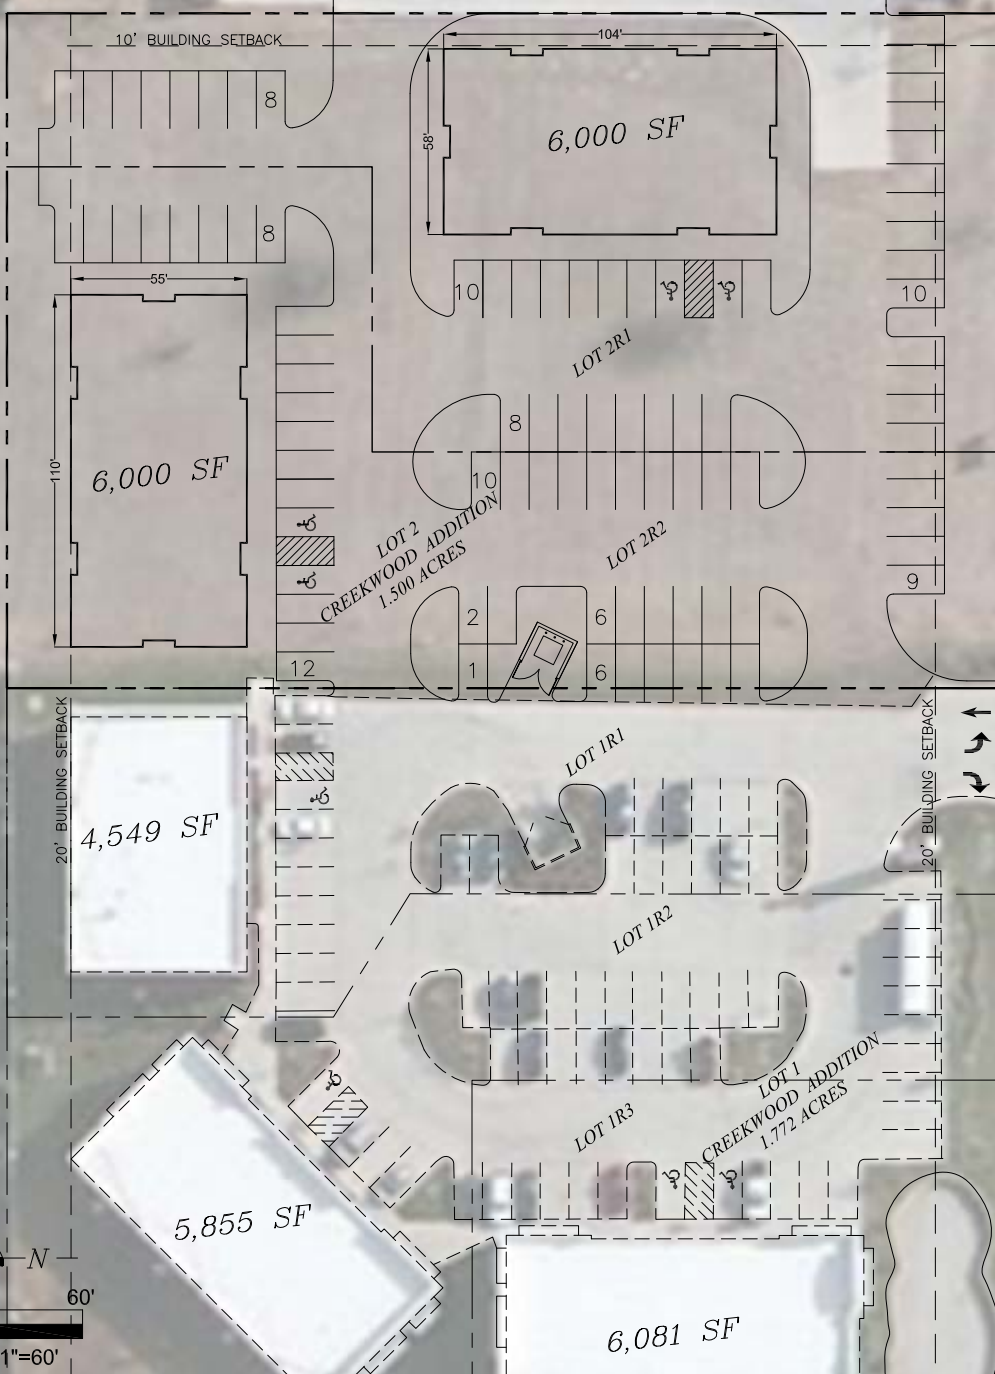 10' BUILDING SETBACK
104'
8
58'
6,000 SF
8
55'
10
10
LOT 2R1
8
110'
6,000 SF
10
LOT 2
CREEKWOOD ADDITION
1.500 ACRES
LOT 2R2
9
2
6
12
1
6
20' BUILDING SETBACK
20' BUILDING SETBACK
LOT 1R1
4,549 SF
LOT 1R2
LOT 1
CREEKWOOD ADDITION
1.772 ACRES
LOT 1R3
5,855 SF
N
60'
1"=60'
6,081 SF